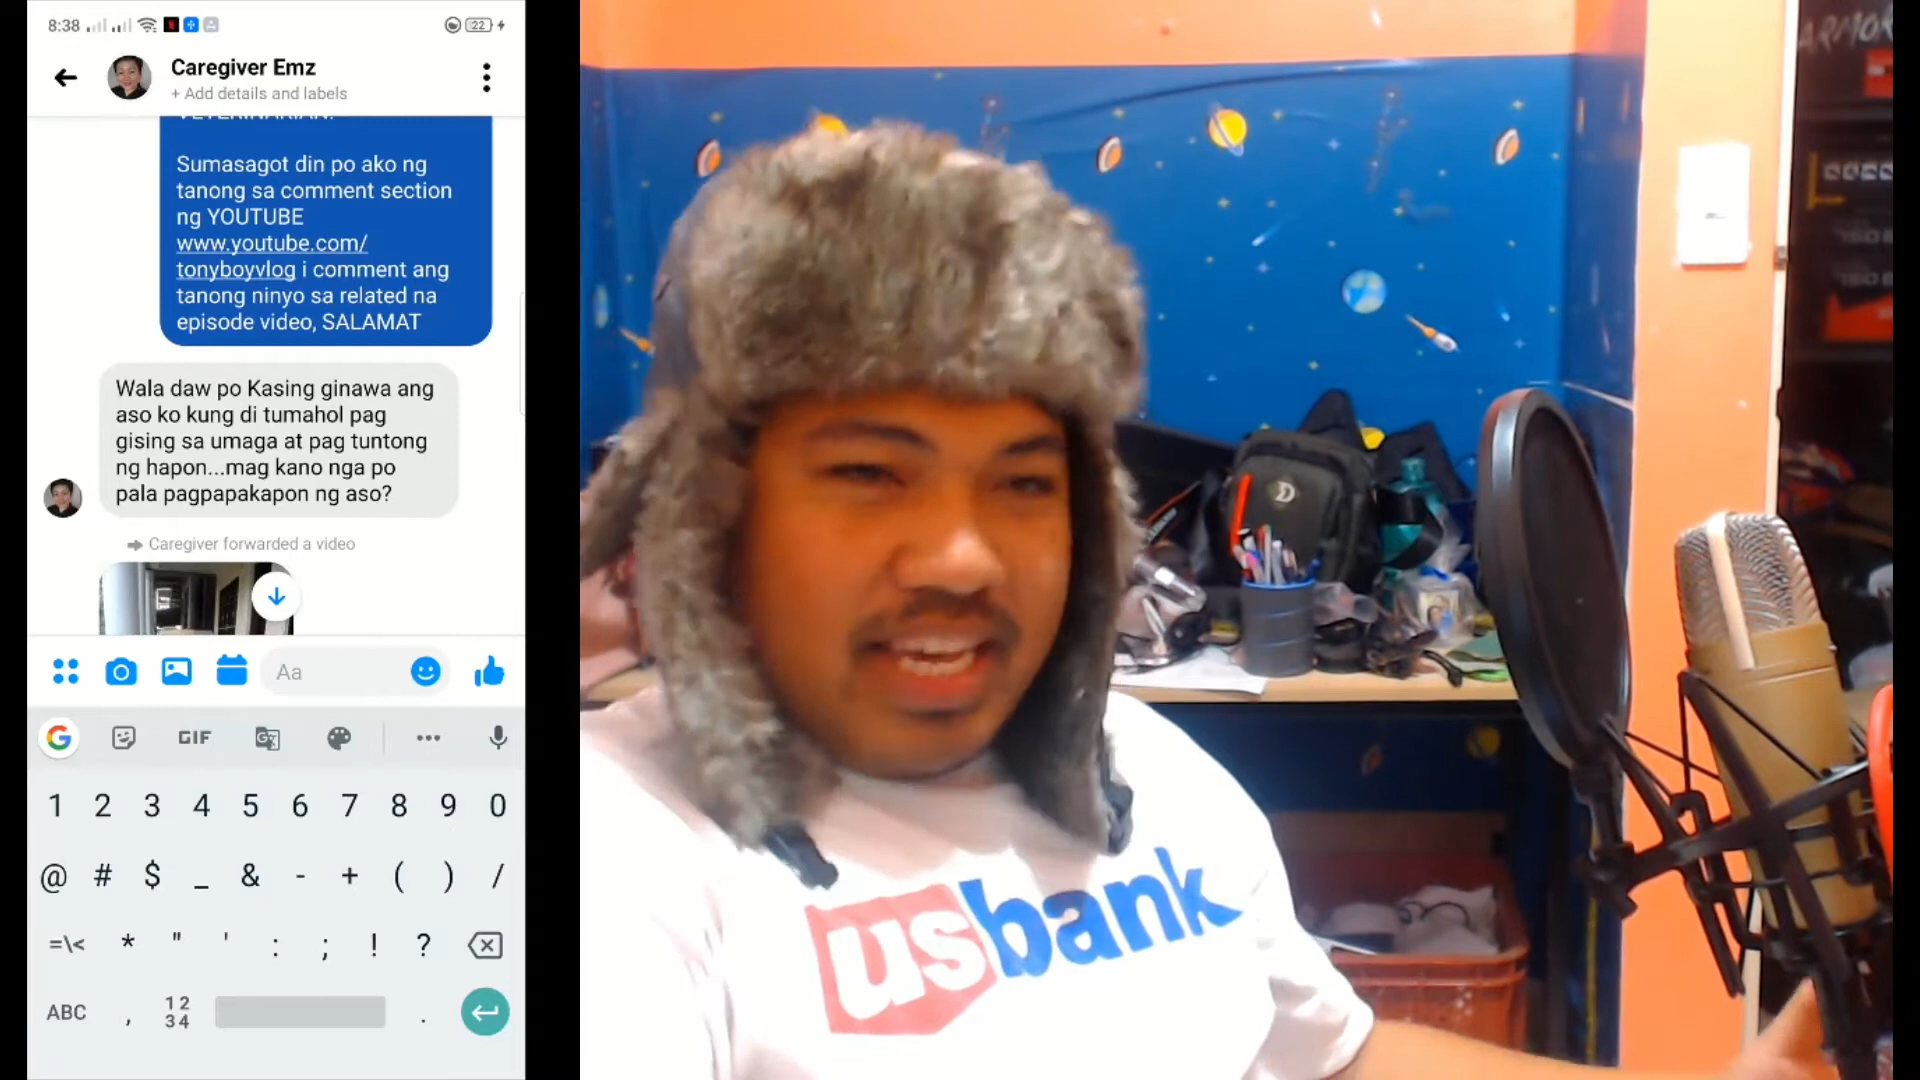 8:38
22
Caregiver Emz
+ Add details and labels
VETERINARIAN.
Sumasagot din po ako ng
tanong sa comment section
ng YOUTUBE
www.youtube.com/
tonyboyvlog i comment ang
tanong ninyo sa related na
episode video, SALAMAT
Wala daw po Kasing ginawa ang
aso ko kung di tumahol pag
gising sa umaga at pag tuntong
ng hapon...mag kano nga po
pala pagpapakapon ng aso?
Caregiver forwarded a video
Aa
GIF
1 2 3 4 5 6 7 8 9 0
@ # $ _ & - + ( ) /
=\< * " ' : ; ! ?
ABC , 12 .
34
ARMOR
usbank